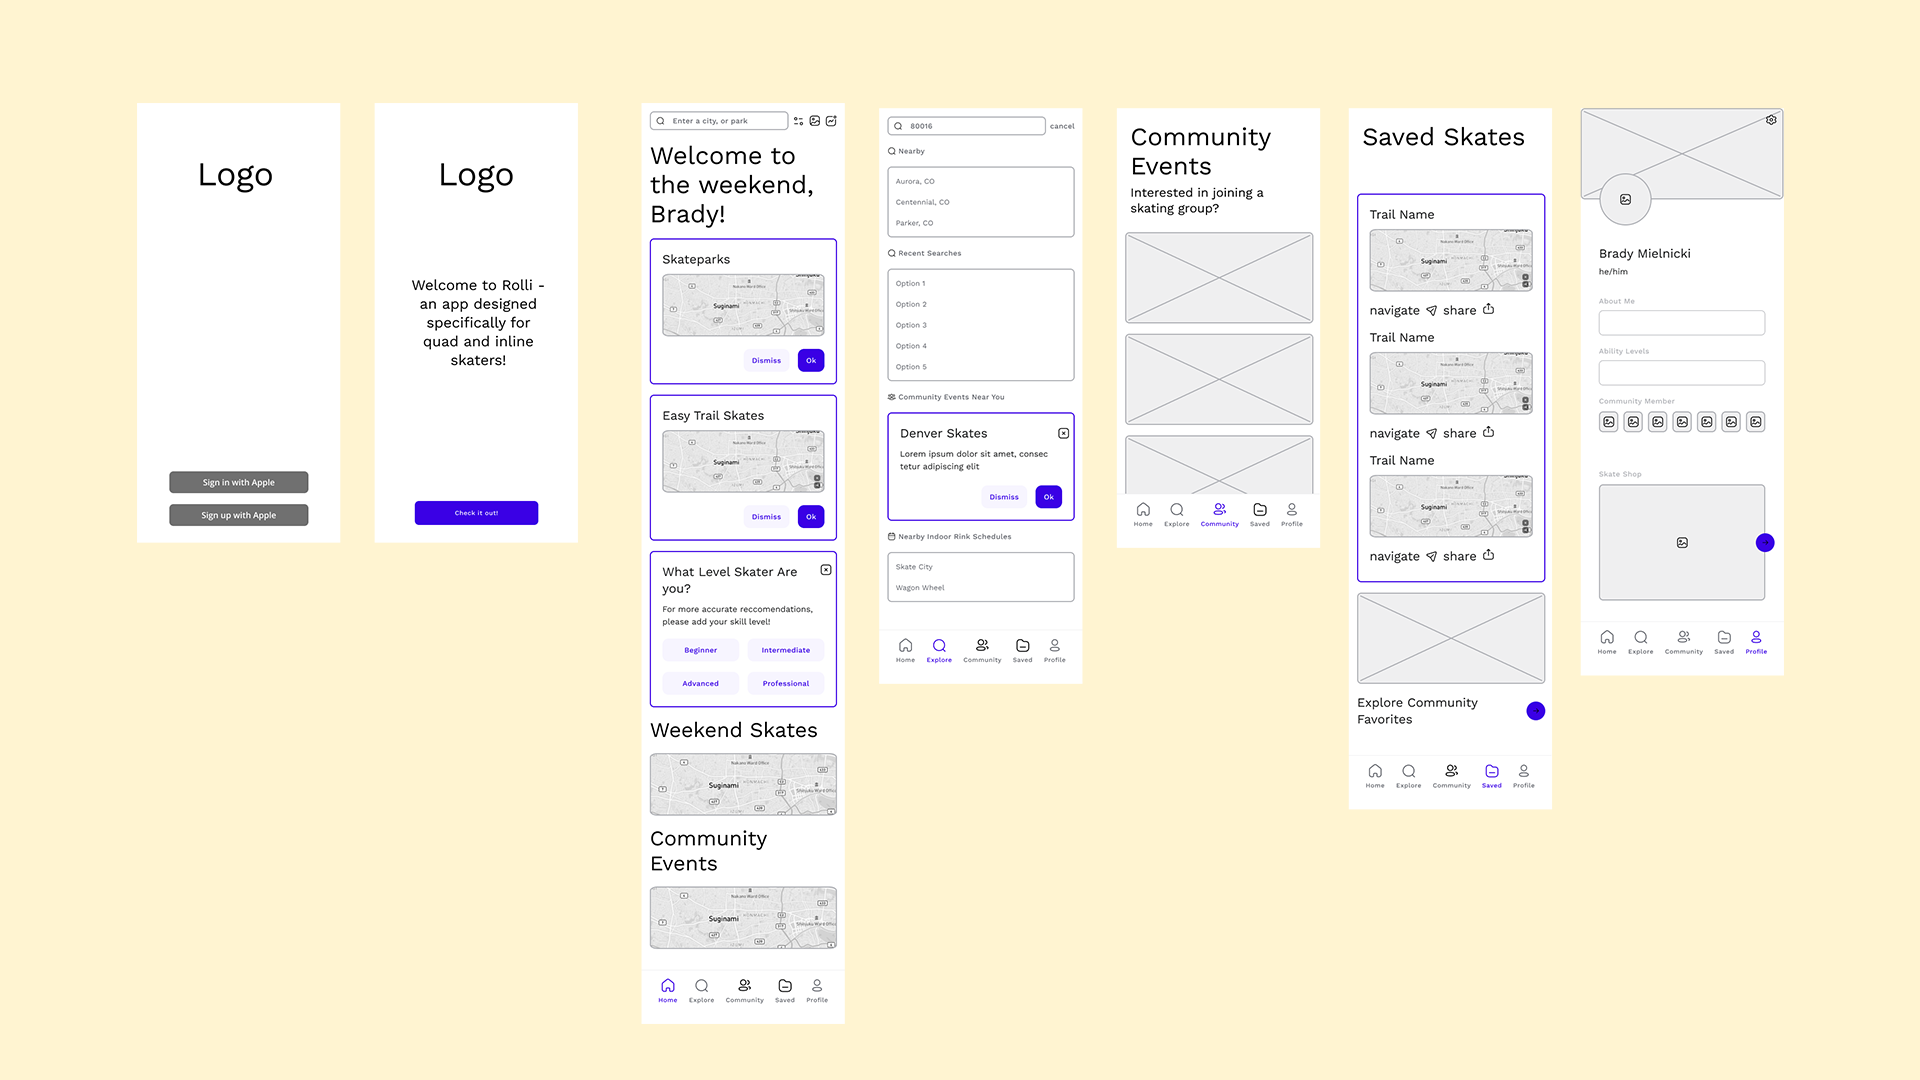 Logo
Sign in with Apple
Sign up with Apple
Logo
Welcome to Rolli -
an app designed
specifically for
quad and inline
skaters!
Check it out!
Enter a city, or park
Welcome to
the weekend,
Brady!
Skateparks
Suginami
Dismiss
Ok
Easy Trail Skates
Suginami
Dismiss
Ok
What Level Skater Are
you?
For more accurate reccomendations,
please add your skill level!
Beginner
Intermediate
Advanced
Professional
Weekend Skates
Suginami
Community
Events
Suginami
Home
Explore
Community
Saved
Profile
80016
cancel
Nearby
Aurora, CO
Centennial, CO
Parker, CO
Recent Searches
Option 1
Option 2
Option 3
Option 4
Option 5
Community Events Near You
Denver Skates
Lorem ipsum dolor sit amet, consec
tetur adipiscing elit
Dismiss
Ok
Nearby Indoor Rink Schedules
Skate City
Wagon Wheel
Home
Explore
Community
Saved
Profile
Community
Events
Interested in joining a
skating group?
Home
Explore
Community
Saved
Profile
Saved Skates
Trail Name
Suginami
navigate
share
Trail Name
Suginami
navigate
share
Trail Name
Suginami
navigate
share
Explore Community
Favorites
Home
Explore
Community
Saved
Profile
Brady Mielnicki
he/him
About Me
Ability Levels
Community Member
Skate Shop
Home
Explore
Community
Saved
Profile